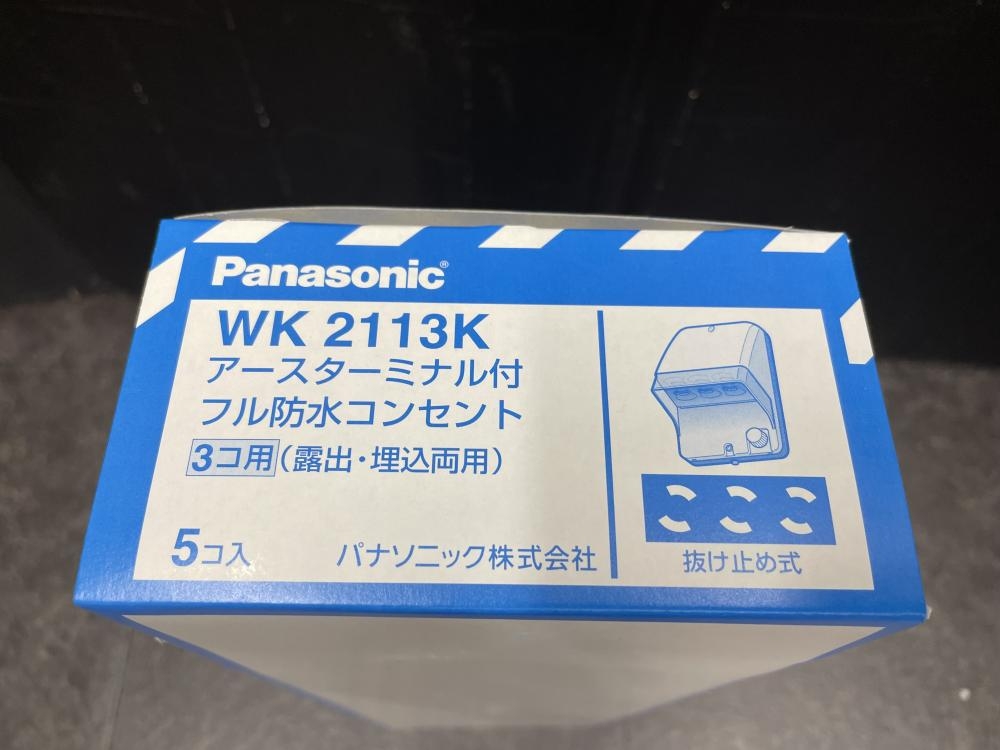 Panasonic®
WK 2113K
アースターミナル付
フル防水コンセント
3コ用(露出・埋込両用)
5コ入
パナソニック株式会社
抜け止め式